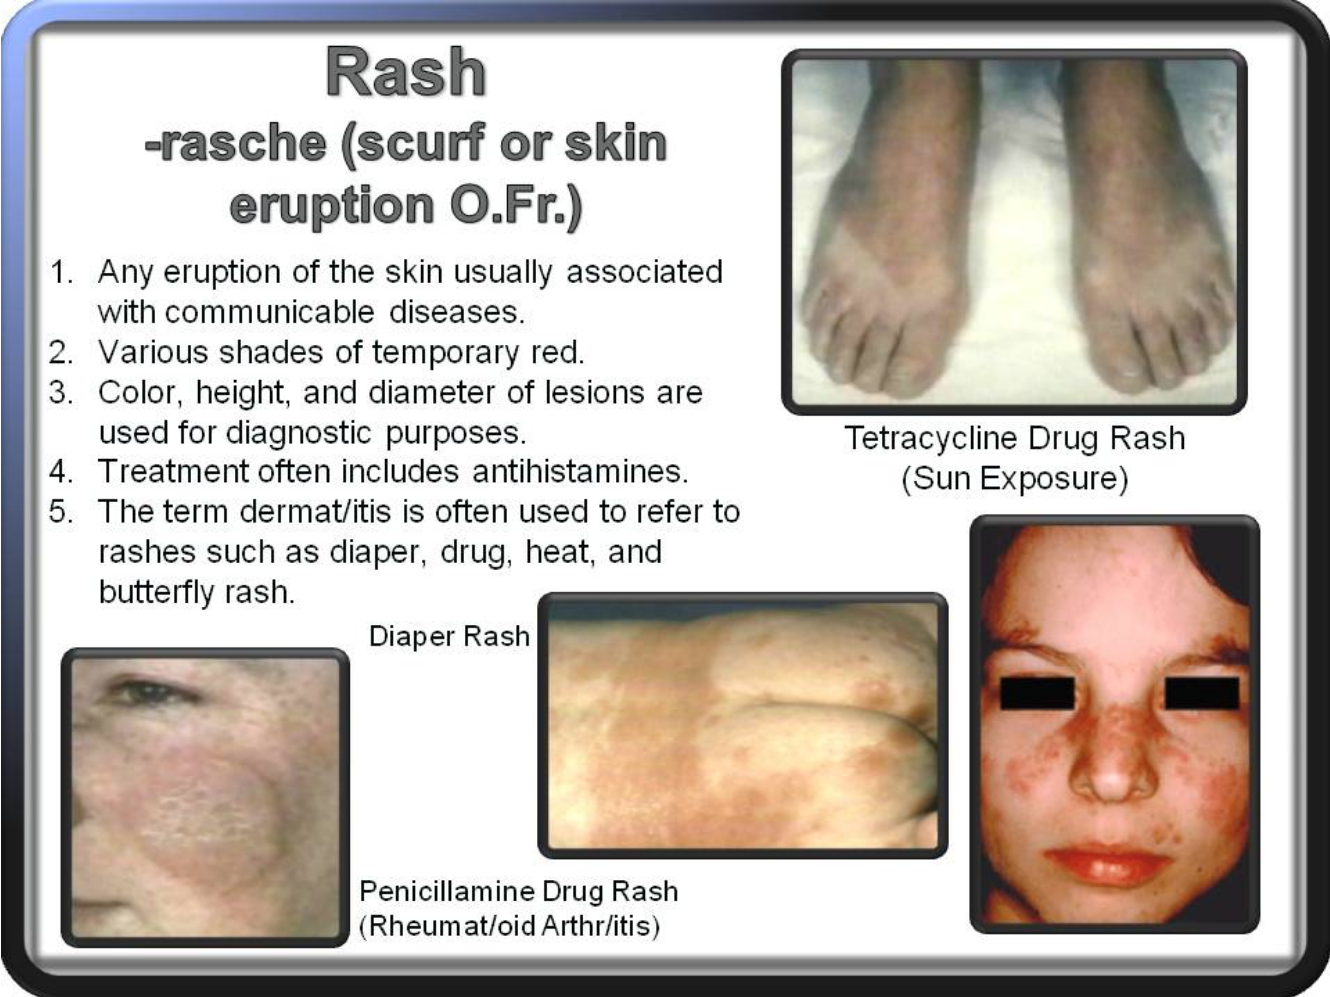 Rash
-rasche (scurf or skin
eruption O.Fr.)
1. Any eruption of the skin usually associated
with communicable diseases.
2. Various shades of temporary red.
3. Color, height, and diameter of lesions are
used for diagnostic purposes.
4. Treatment often includes antihistamines.
5. The term dermat/itis is often used to refer to
rashes such as diaper, drug, heat, and
butterfly rash.
Tetracycline Drug Rash
(Sun Exposure)
Diaper Rash
Penicillamine Drug Rash
(Rheumat/oid Arthr/itis)